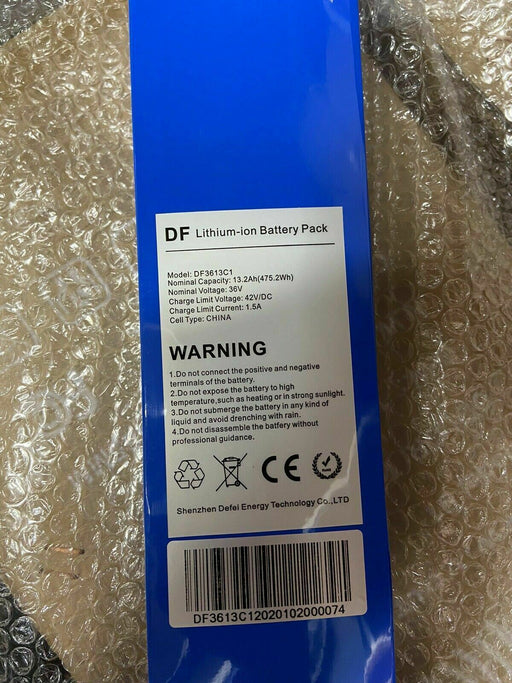 DF Lithium-ion Battery Pack
Model: DF3613C1
Nominal Capacity: 13.2Ah(475.2Wh)
Nominal Voltage: 36V
Charge Limit Voltage: 42V/DC
Charge Limit Current: 1.5A
Cell Type: CHINA
WARNING
1.Do not connect the positive and negative
terminals of the battery.
2.Do not expose the battery to high
temperature,such as heating or in strong sunlight.
3.Do not submerge the battery in any kind of
liquid and avoid drenching with rain.
4.Do not disassemble the battery without
professional guidance.
CE
Shenzhen Defei Energy Technology Co.,LTD
DF3613C12020102000074